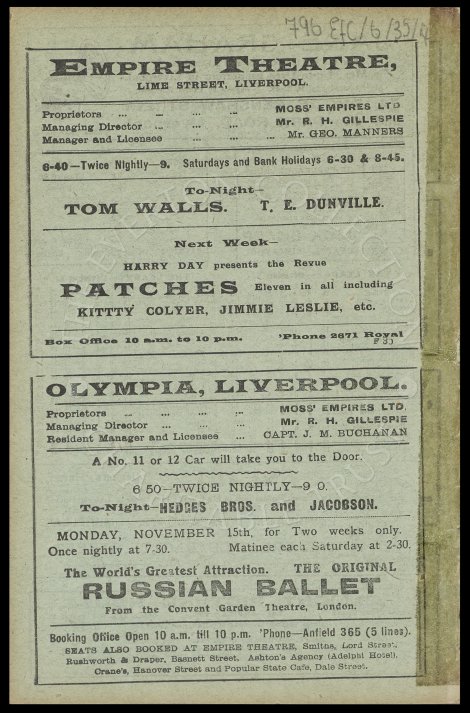 796 EFC/6/35/
EMPIRE THEATRE,
LIME STREET, LIVERPOOL.
Proprietors ... ... ... ... MOSS' EMPIRES LTD
Managing Director ... ... ... Mr. R. H. GILLESPIE
Manager and Licensee ... ... ... Mr. GEO. MANNERS
6-40—Twice Nightly—9. Saturdays and Bank Holidays 6-30 & 8-45.
To-Night—
TOM WALLS. T. E. DUNVILLE.
Next Week—
HARRY DAY presents the Revue
PATCHES Eleven in all including
KITTTY COLYER, JIMMIE LESLIE, etc.
Box Office 10 a.m. to 10 p.m. 'Phone 2671 Royal
OLYMPIA, LIVERPOOL.
Proprietors ... ... ... ... MOSS' EMPIRES LTD.
Managing Director ... ... ... Mr. R. H. GILLESPIE
Resident Manager and Licensee ... CAPT. J. M. BUCHANAN
A No. 11 or 12 Car will take you to the Door.
6 50—TWICE NIGHTLY—9 0.
To-Night—HEDGES BROS. and JACOBSON.
MONDAY, NOVEMBER 15th, for Two weeks only.
Once nightly at 7-30. Matinee each Saturday at 2-30.
The World's Greatest Attraction. THE ORIGINAL
RUSSIAN BALLET
From the Convent Garden Theatre, London.
Booking Office Open 10 a.m. till 10 p.m. 'Phone—Anfield 365 (5 lines).
SEATS ALSO BOOKED AT EMPIRE THEATRE, Smiths, Lord Street,
Rushworth & Draper, Basnett Street, Ashton's Agency (Adelphi Hotel),
Crane's, Hanover Street and Popular State Cafe, Dale Street.